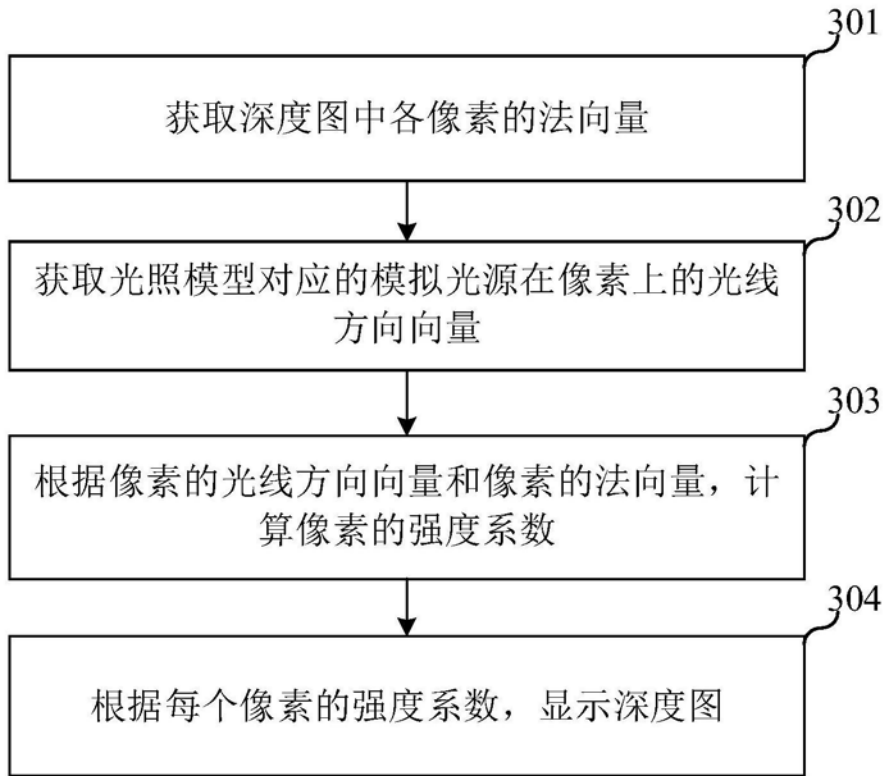 301
获取深度图中各像素的法向量
302
获取光照模型对应的模拟光源在像素上的光线
方向向量
303
根据像素的光线方向向量和像素的法向量，计
算像素的强度系数
304
根据每个像素的强度系数，显示深度图